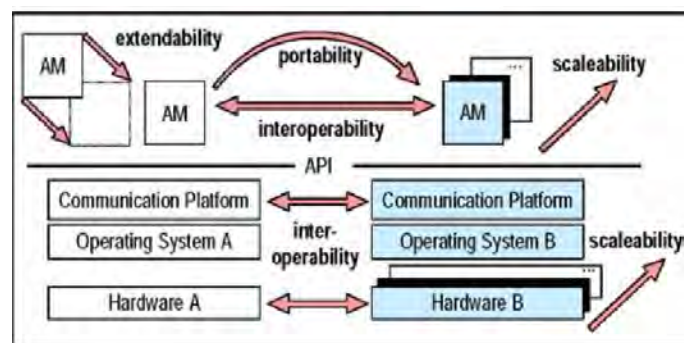 extendability
portability
scaleability
AM
AM
...
AM
interoperability
API
Communication Platform
Communication Platform
inter-
operability
Operating System A
Operating System B
scaleability
...
Hardware A
Hardware B